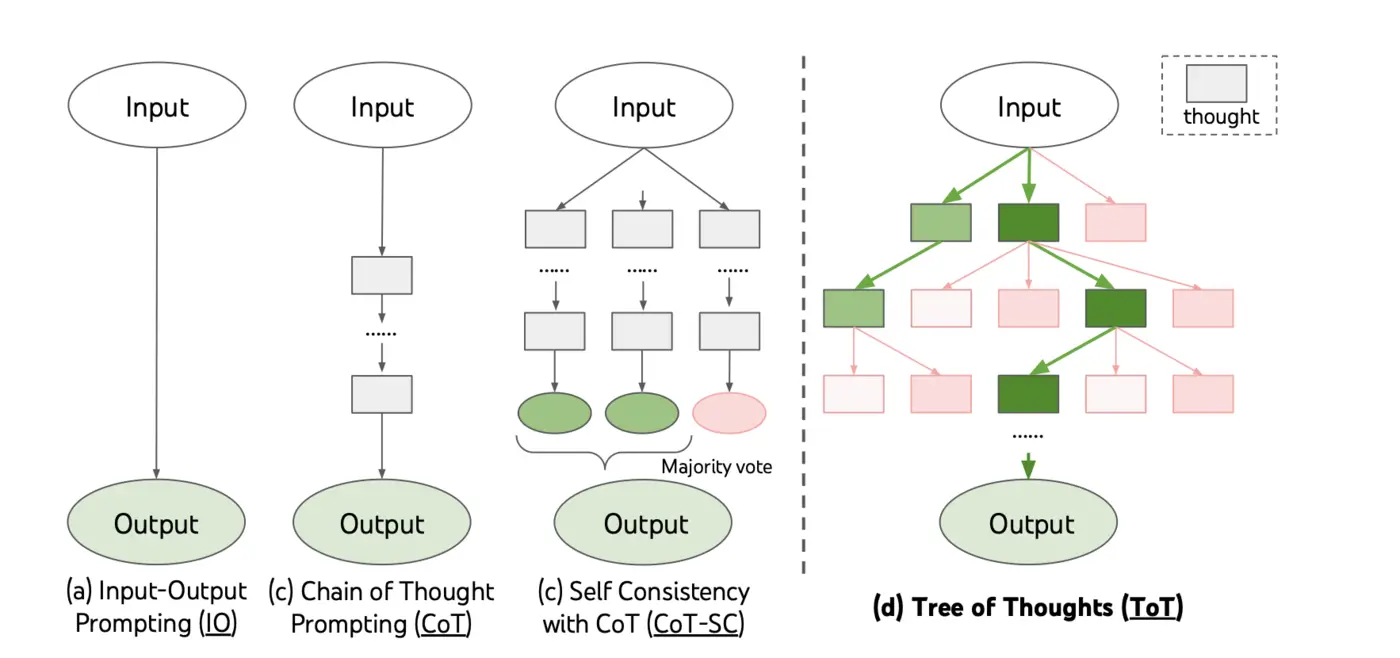 Input
Input
Input
Input
thought
......
......
......
......
......
Majority vote
Output
Output
Output
Output
(a) Input-Output
Prompting (IO)
(c) Chain of Thought
Prompting (CoT)
(c) Self Consistency
with CoT (CoT-SC)
(d) Tree of Thoughts (ToT)